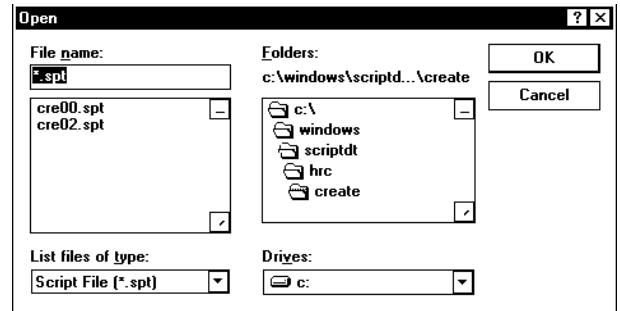 Open
File name:
*.spt
cre00.spt
cre02.spt
List files of type:
Script File (*.spt)
Folders:
c:\windows\scriptd...\create
c:\
windows
scriptdt
hrc
create
Drives:
c:
OK
Cancel